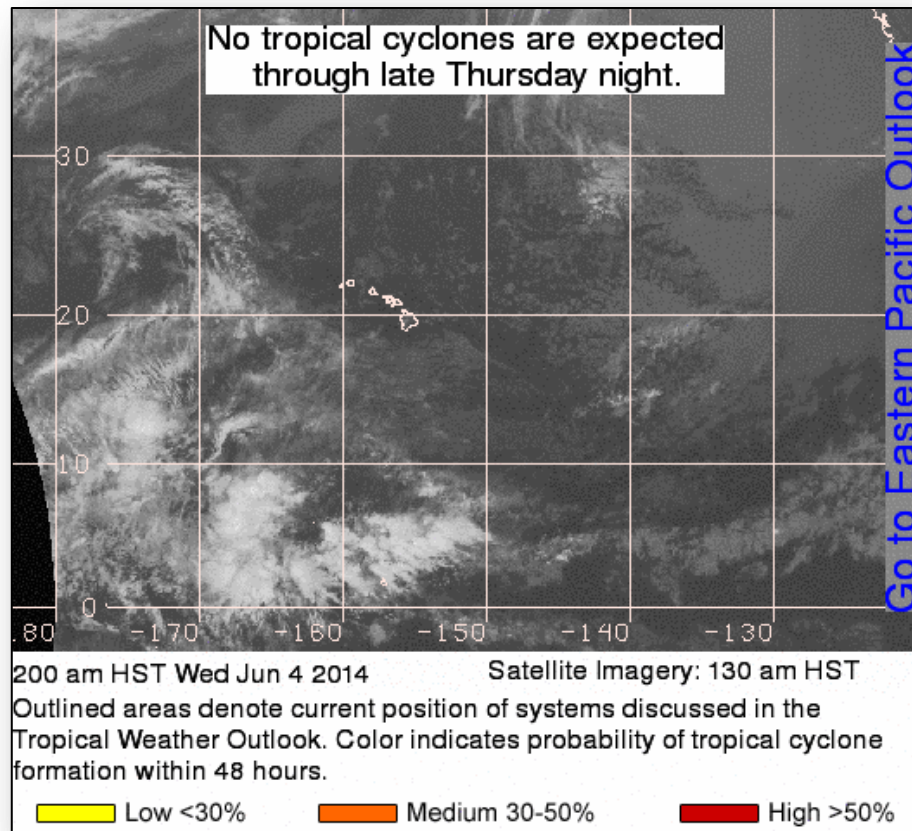 No tropical cyclones are expected
through late Thursday night.
Go to Eastern Pacific Outlook
30
20
10
0
.80 -170 -160 -150 -140 -130
200 am HST Wed Jun 4 2014 Satellite Imagery: 130 am HST
Outlined areas denote current position of systems discussed in the
Tropical Weather Outlook. Color indicates probability of tropical cyclone
formation within 48 hours.
Low <30% Medium 30-50% High >50%